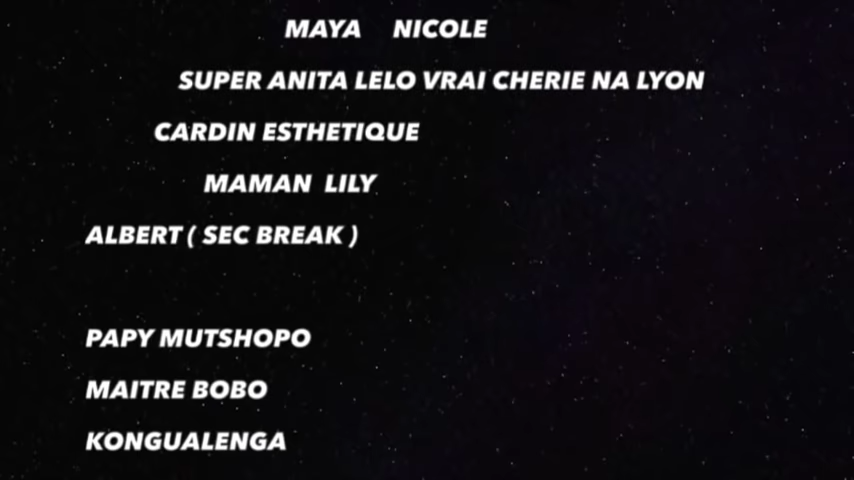 MAYA NICOLE
SUPER ANITA LELO VRAI CHERIE NA LYON
CARDIN ESTHETIQUE
MAMAN LILY
ALBERT ( SEC BREAK )
PAPY MUTSHOPO
MAITRE BOBO
KONGUALENGA